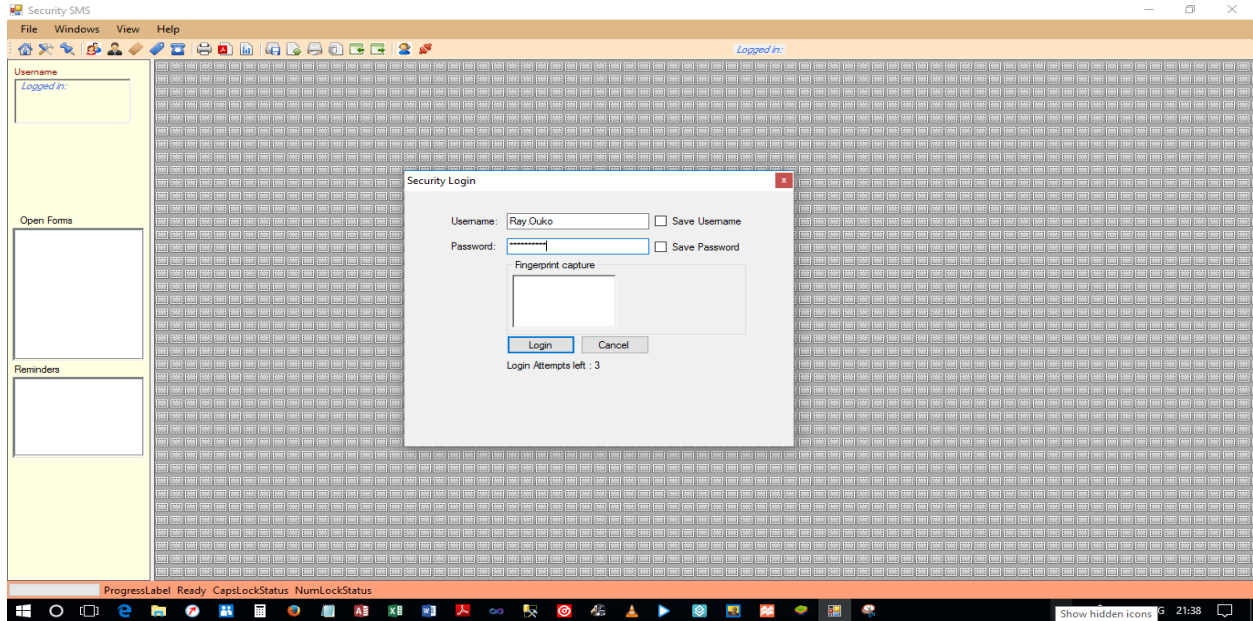 Security SMS
File Windows View Help
Logged in:
Username
Logged in:
Open Forms
Reminders
Security Login
Username: Ray.Ouko Save Username
Password: ********** Save Password
Fingerprint capture
Login Cancel
Login Attempts left : 3
ProgressLabel Ready CapsLockStatus NumLockStatus
Show hidden icons G 21:38